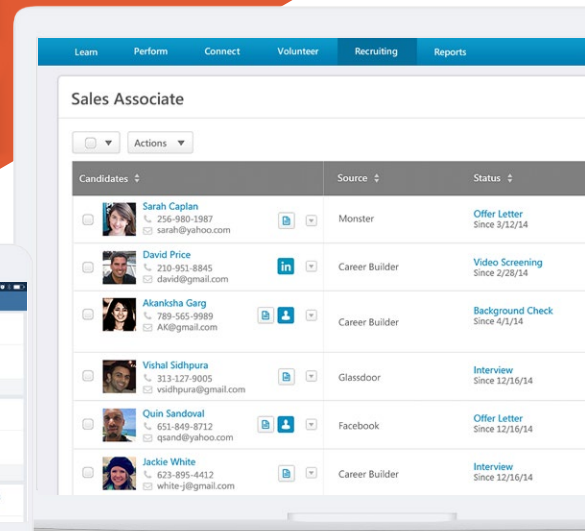 Learn Perform Connect Volunteer Recruiting Reports
Sales Associate
Actions
Candidates Source Status
Sarah Caplan
256-980-1987
sarah@yahoo.com
Monster
Offer Letter
Since 3/12/14
David Price
210-951-8845
david@gmail.com
in
Career Builder
Video Screening
Since 2/28/14
Akanksha Garg
789-565-9989
AK@gmail.com
Career Builder
Background Check
Since 4/1/14
Vishal Sidhpura
313-127-9005
vsidhpura@gmail.com
Glassdoor
Interview
Since 12/16/14
Quin Sandoval
651-849-8712
qsand@yahoo.com
Facebook
Offer Letter
Since 12/16/14
Jackie White
623-895-4412
white-j@gmail.com
Career Builder
Interview
Since 12/16/14